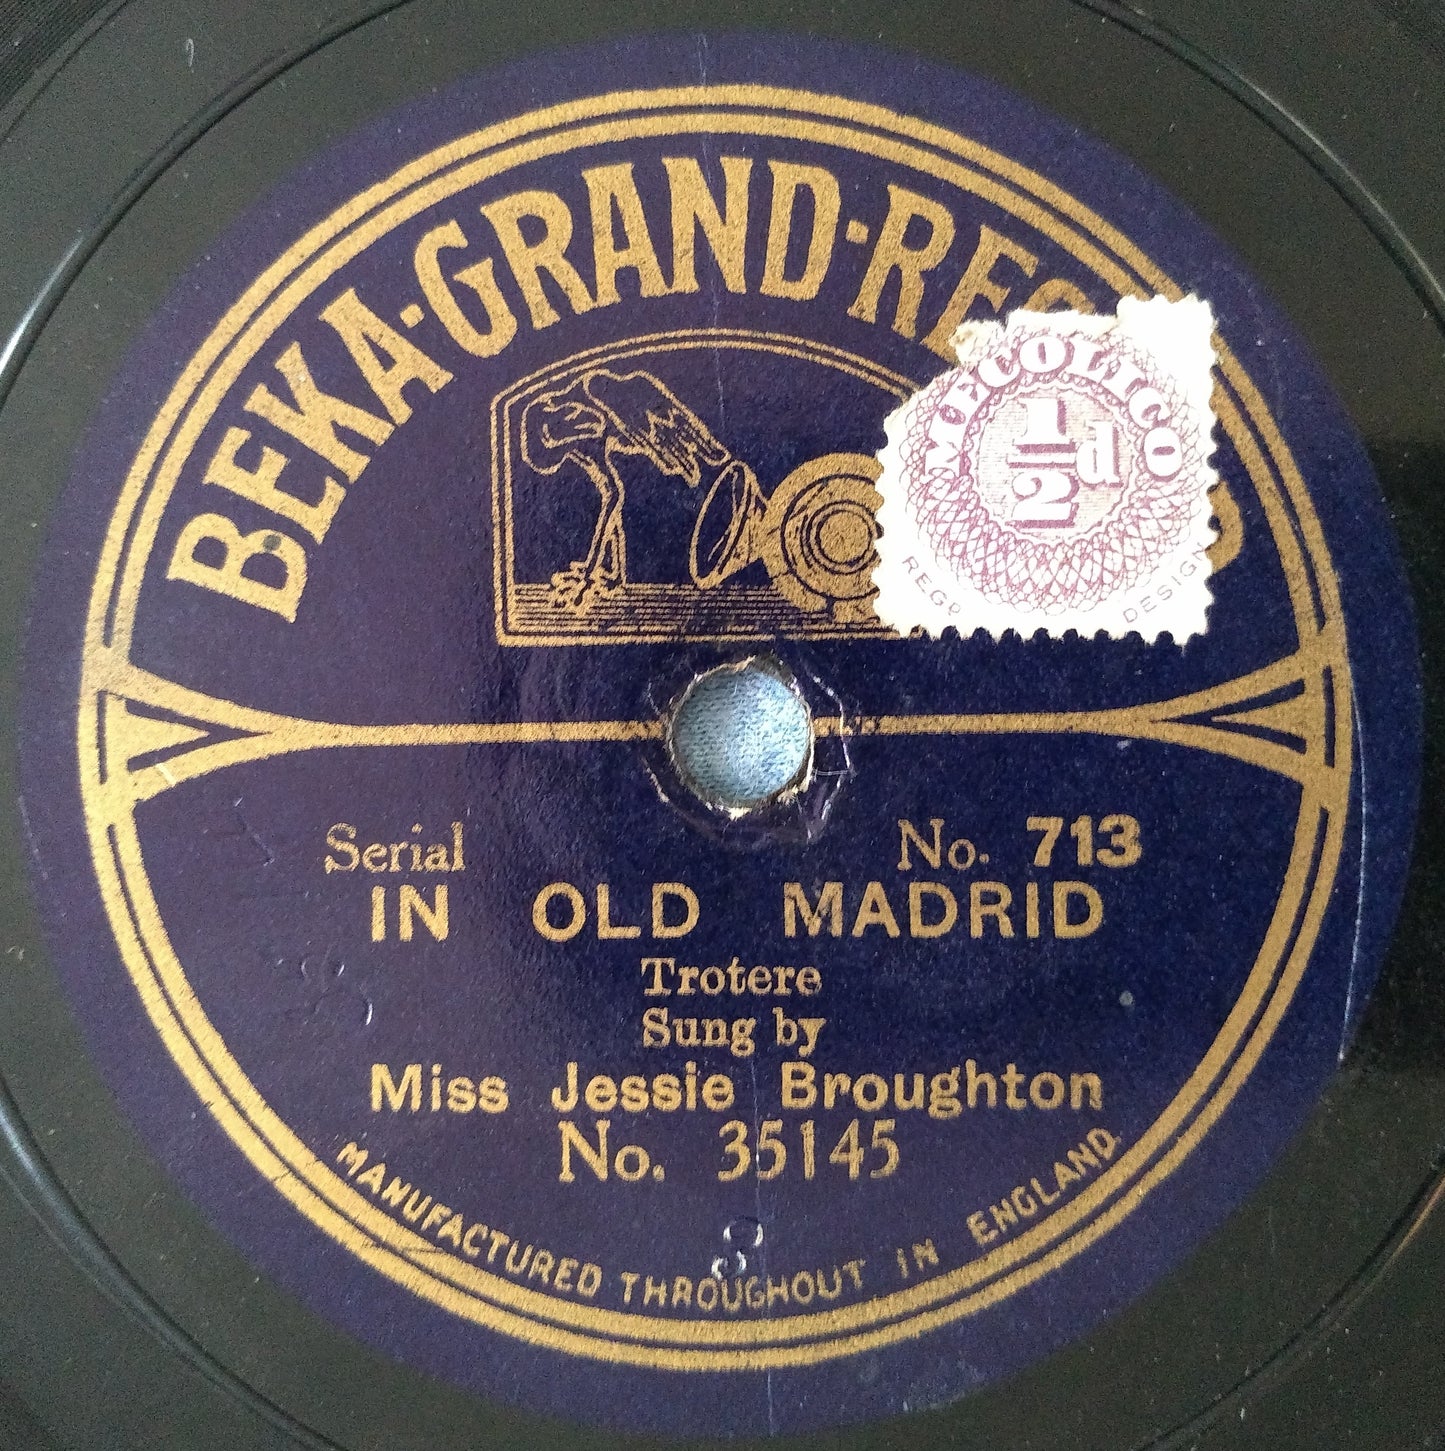 BEKA-GRAND-REC D
MECOLICO
1/2 d
REGD DESIGN
Serial No. 713
IN OLD MADRID
Trotere
Sung by
Miss Jessie Broughton
No. 35145
MANUFACTURED THROUGHOUT IN ENGLAND.